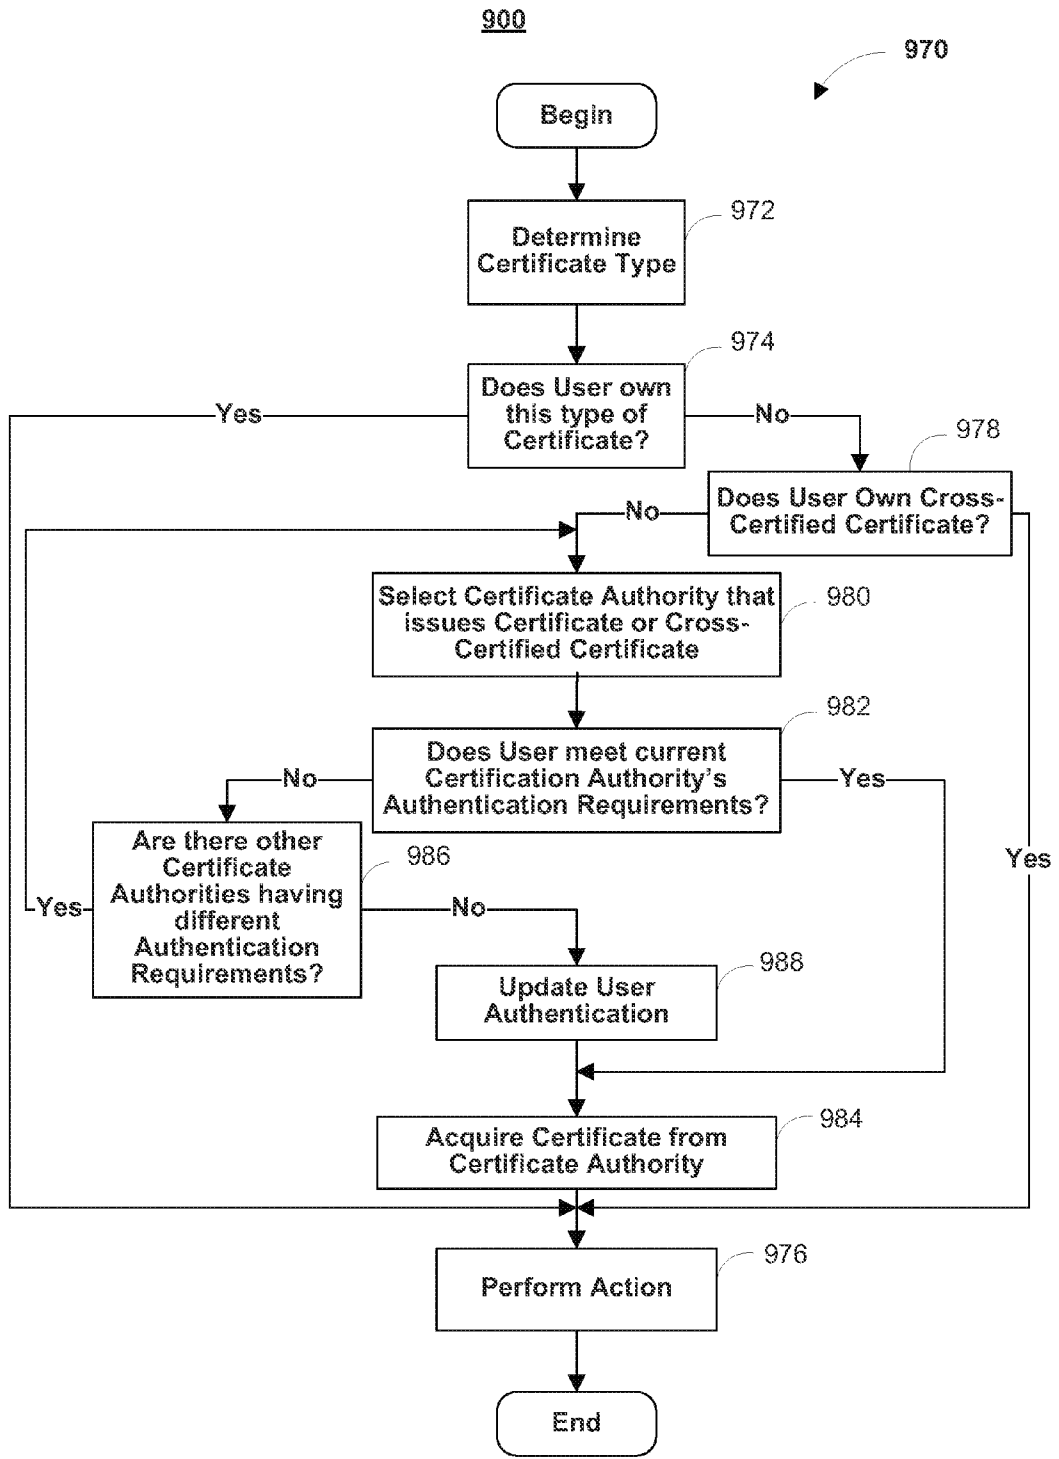 900
970
Begin
972
Determine
Certificate Type
974
Does User own
this type of
Certificate?
Yes
No
978
Does User Own Cross-
Certified Certificate?
No
Yes
980
Select Certificate Authority that
issues Certificate or Cross-
Certified Certificate
982
Does User meet current
Certification Authority's
Authentication Requirements?
No
Yes
986
Are there other
Certificate
Authorities having
different
Authentication
Requirements?
Yes
No
988
Update User
Authentication
984
Acquire Certificate from
Certificate Authority
976
Perform Action
End